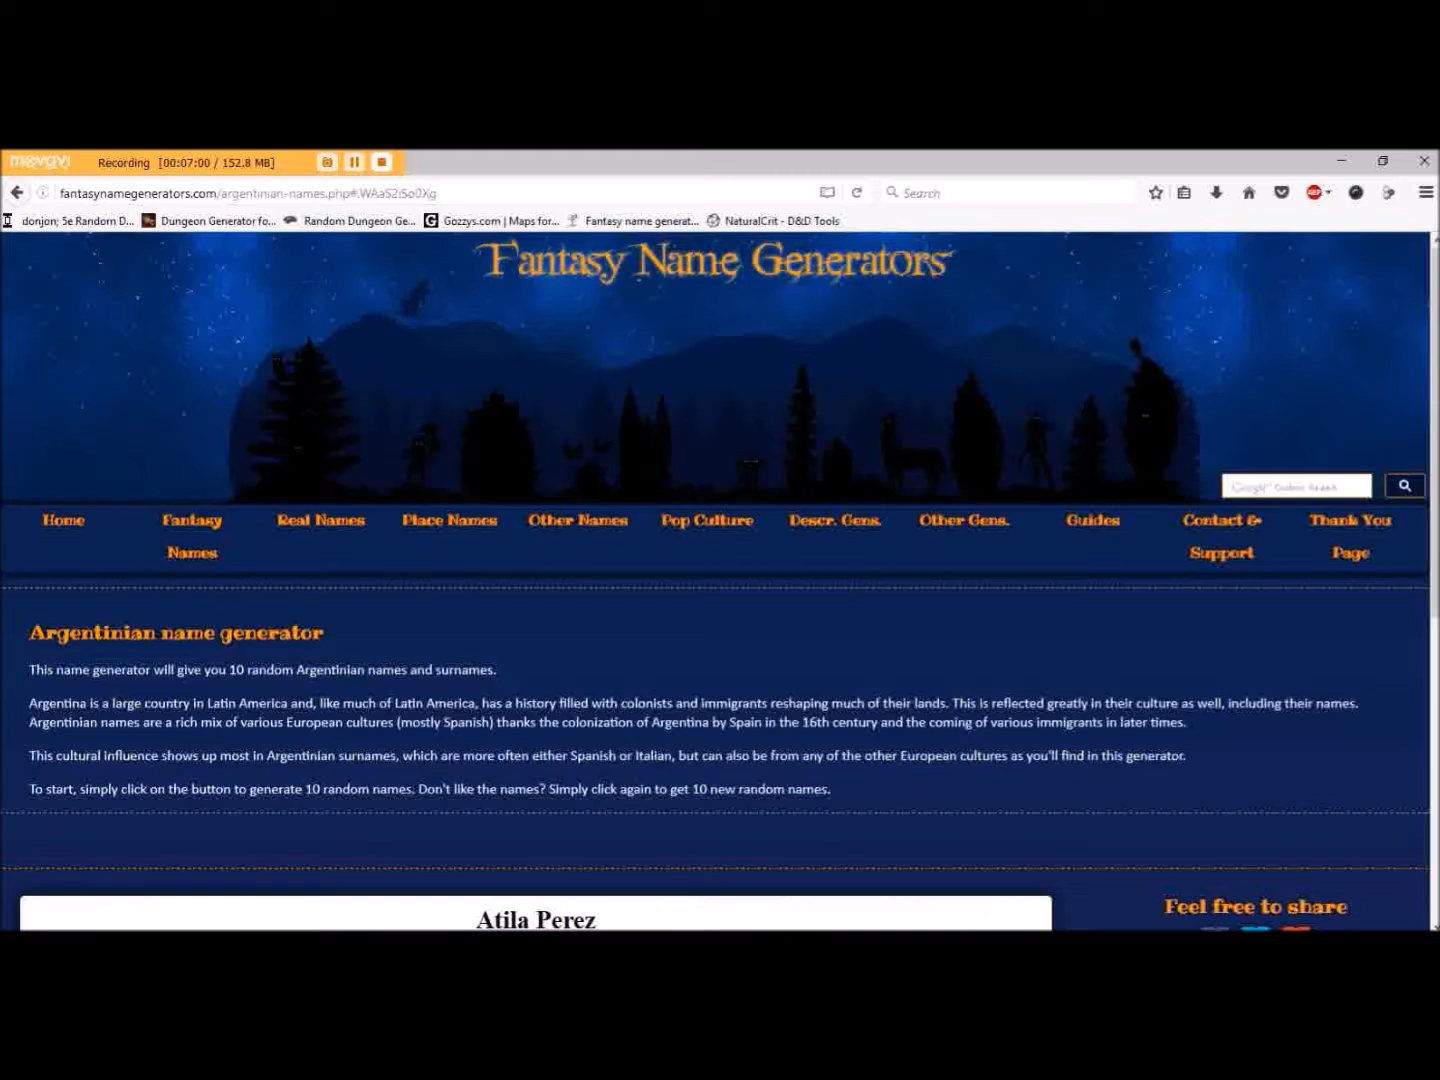 movavi Recording [00:07:00 / 152.8 MB]
fantasynamegenerators.com/argentinian-names.php#.WAaS2iSo0Xg
Search
donjon; 5e Random D... Dungeon Generator fo... Random Dungeon Ge... Gozzys.com | Maps for... Fantasy name generat... NaturalCrit - D&D Tools
Fantasy Name Generators
Google Custom Search
Home Fantasy Names Real Names Place Names Other Names Pop Culture Descr. Gens. Other Gens. Guides Contact & Support Thank You Page
Argentinian name generator
This name generator will give you 10 random Argentinian names and surnames.
Argentina is a large country in Latin America and, like much of Latin America, has a history filled with colonists and immigrants reshaping much of their lands. This is reflected greatly in their culture as well, including their names.
Argentinian names are a rich mix of various European cultures (mostly Spanish) thanks the colonization of Argentina by Spain in the 16th century and the coming of various immigrants in later times.
This cultural influence shows up most in Argentinian surnames, which are more often either Spanish or Italian, but can also be from any of the other European cultures as you'll find in this generator.
To start, simply click on the button to generate 10 random names. Don't like the names? Simply click again to get 10 new random names.
Atila Perez
Feel free to share